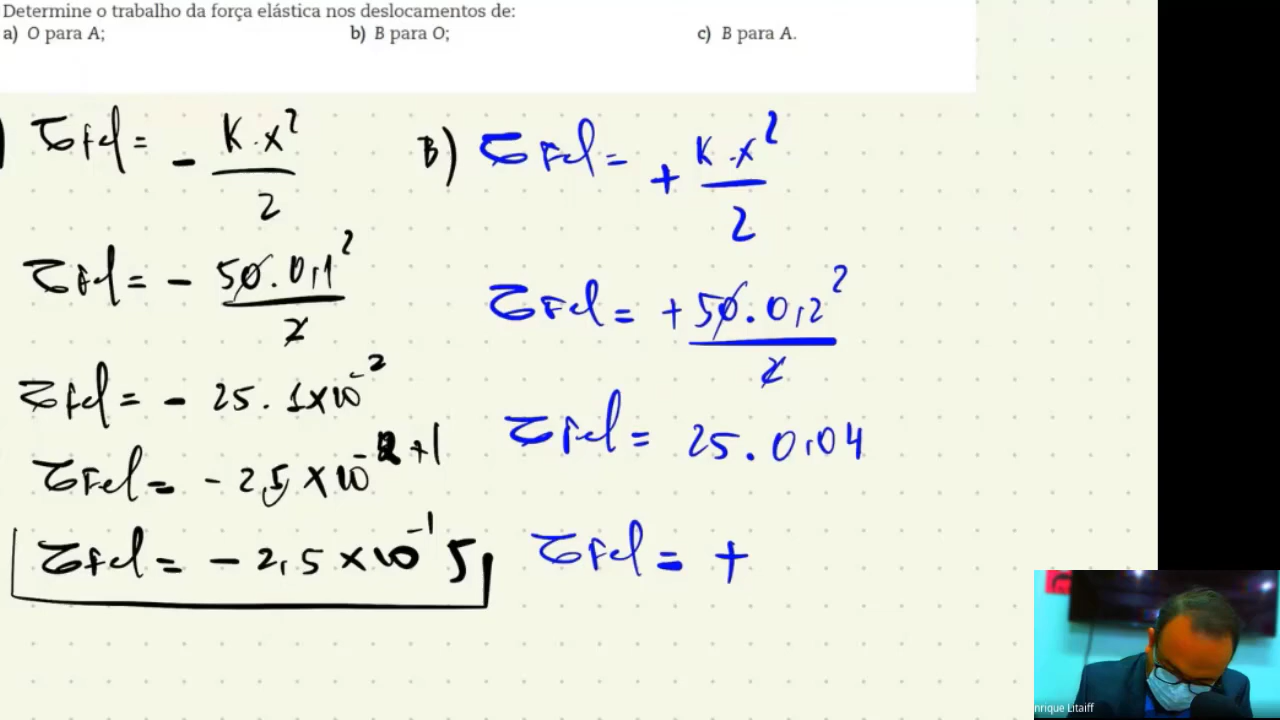 Determine o trabalho da força elástica nos deslocamentos de:
a) O para A; b) B para O; c) B para A.
) τFel = - K.x²/2
τFel = - 50.0,1²/2
τFel = - 25.1x10⁻²
τFel = - 2,5 x 10⁻²⁺¹
τFel = - 2,5 x 10⁻¹ J
B) τFel = + K.x²/2
τFel = + 50.0,2²/2
τFel = 25.0,04
τFel = +
nrique Litaiff